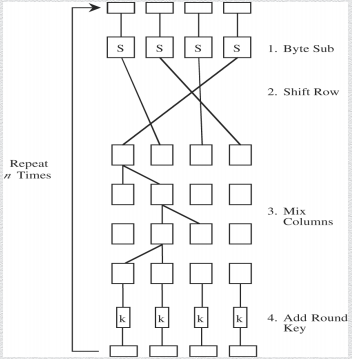 S S S S
1. Byte Sub
2. Shift Row
Repeat
n Times
3. Mix
Columns
k k k k
4. Add Round
Key